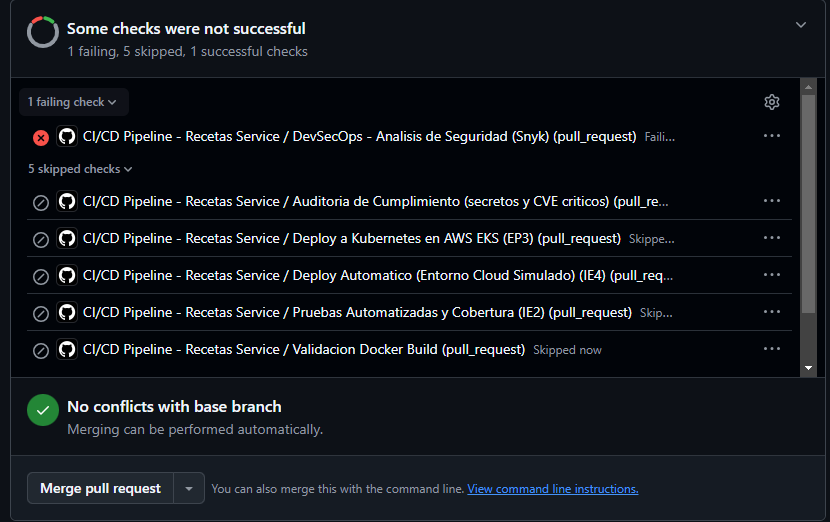 Some checks were not successful
1 failing, 5 skipped, 1 successful checks
1 failing check
CI/CD Pipeline - Recetas Service / DevSecOps - Analisis de Seguridad (Snyk) (pull_request) Faili...
5 skipped checks
CI/CD Pipeline - Recetas Service / Auditoria de Cumplimiento (secretos y CVE criticos) (pull_re...
CI/CD Pipeline - Recetas Service / Deploy a Kubernetes en AWS EKS (EP3) (pull_request) Skippe...
CI/CD Pipeline - Recetas Service / Deploy Automatico (Entorno Cloud Simulado) (IE4) (pull_req...
CI/CD Pipeline - Recetas Service / Pruebas Automatizadas y Cobertura (IE2) (pull_request) Skip...
CI/CD Pipeline - Recetas Service / Validacion Docker Build (pull_request) Skipped now
No conflicts with base branch
Merging can be performed automatically.
Merge pull request You can also merge this with the command line. View command line instructions.